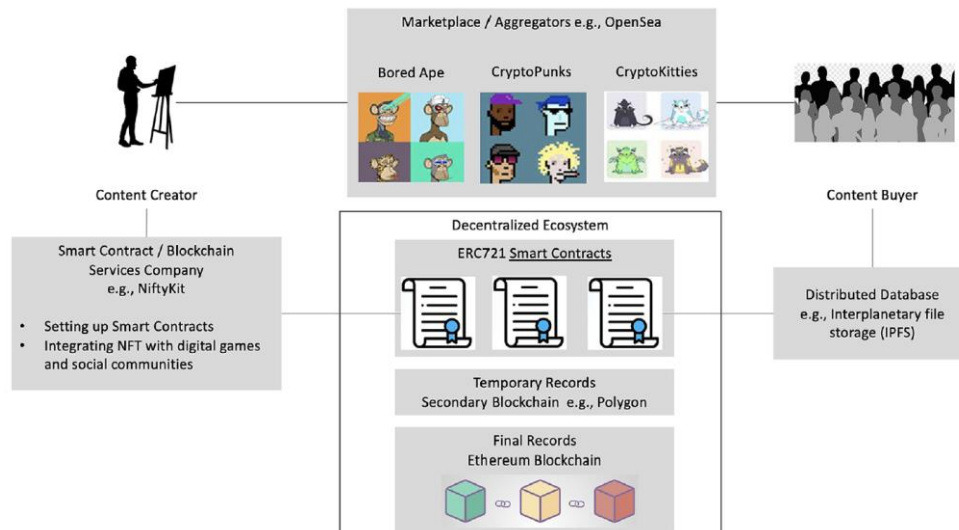 Marketplace / Aggregators e.g., OpenSea
Bored Ape
CryptoPunks
CryptoKitties
Content Creator
Content Buyer
Smart Contract / Blockchain
Services Company
e.g., NiftyKit
• Setting up Smart Contracts
• Integrating NFT with digital games
and social communities
Decentralized Ecosystem
ERC721 Smart Contracts
Temporary Records
Secondary Blockchain e.g., Polygon
Final Records
Ethereum Blockchain
Distributed Database
e.g., Interplanetary file
storage (IPFS)